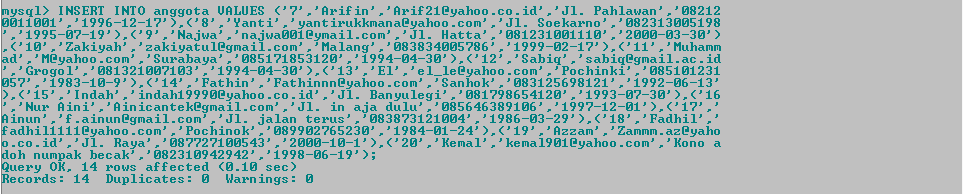 mysql> INSERT INTO anggota VALUES ('7','Arifin','Arif21@yahoo.co.id','Jl. Pahlawan','08212
0011001','1996-12-17'),('8','Yanti','yantirukkmana@yahoo.com','Jl. Soekarno','082313005198
','1995-07-19'),('9','Najwa','najwa001@ymail.com','Jl. Hatta','081231001110','2000-03-30')
,('10','Zakiyah','zakiyatul@gmail.com','Malang','083834005786','1999-02-17'),('11','Muhamm
ad','M@yahoo.com','Surabaya','085171853120','1994-04-30'),('12','Sabiq','sabiq@gmail.ac.id
','Grogol','081321007103','1994-04-30'),('13','El','el_le@yahoo.com','Pochinki','085101231
057','1983-10-9'),('14','Fathin','Fathinnn@yahoo.com','Sanhok','083125698121','1992-06-13'
),('15','Indah','indah19990@yahoo.co.id','Jl. Banyulegi','081798654120','1993-07-30'),('16
','Nur Aini','Ainicantek@gmail.com','Jl. in aja dulu','085646389106','1997-12-01'),('17','
Ainun','f.ainun@gmail.com','Jl. jalan terus','083873121004','1986-03-29'),('18','Fadhil','
fadhil1111@yahoo.com','Pochinok','089902765230','1984-01-24'),('19','Azzam','Zammm.az@yaho
o.co.id','Jl. Raya','087727100543','2000-10-1'),('20','Kemal','kemal901@yahoo.com','Kono a
doh numpak becak','082310942942','1998-06-19');
Query OK, 14 rows affected (0.10 sec)
Records: 14  Duplicates: 0  Warnings: 0